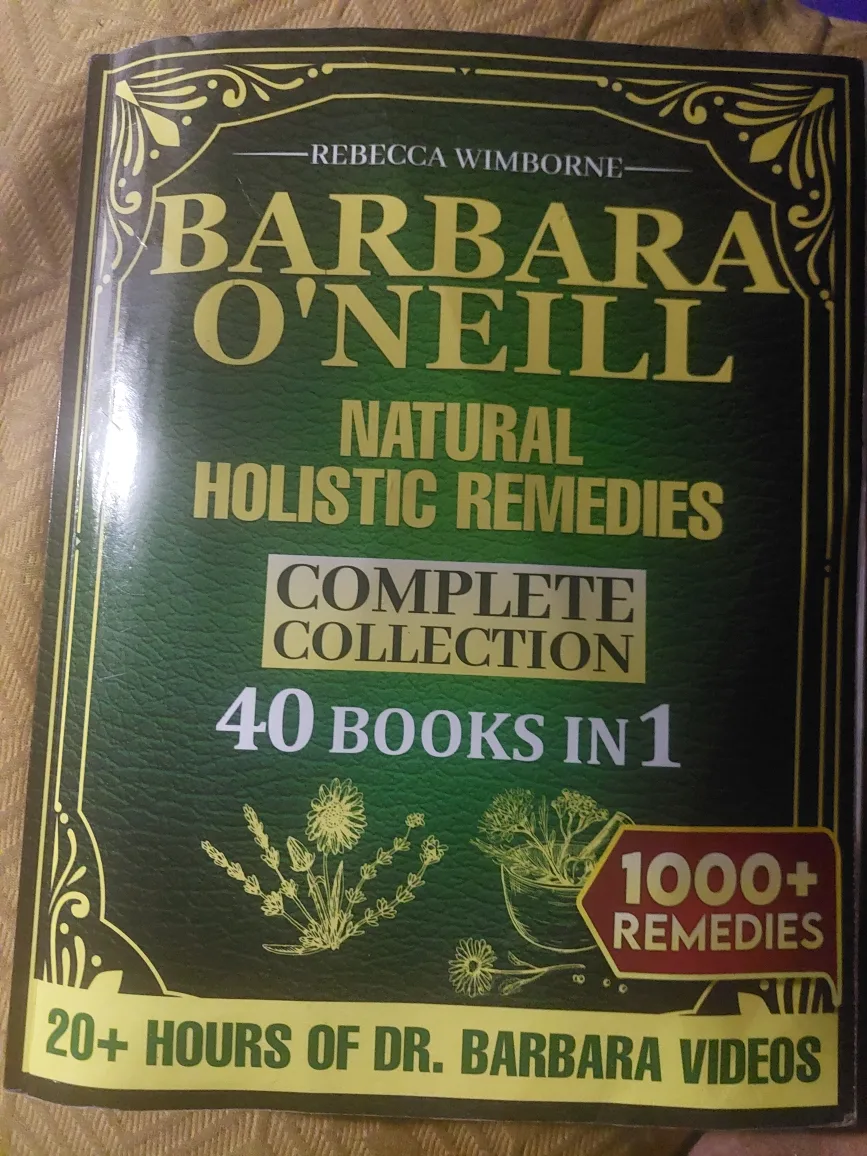 REBECCA WIMBORNE
BARBARA
O'NEILL
NATURAL
HOLISTIC REMEDIES
COMPLETE
COLLECTION
40 BOOKS IN 1
1000+
REMEDIES
20+ HOURS OF DR. BARBARA VIDEOS